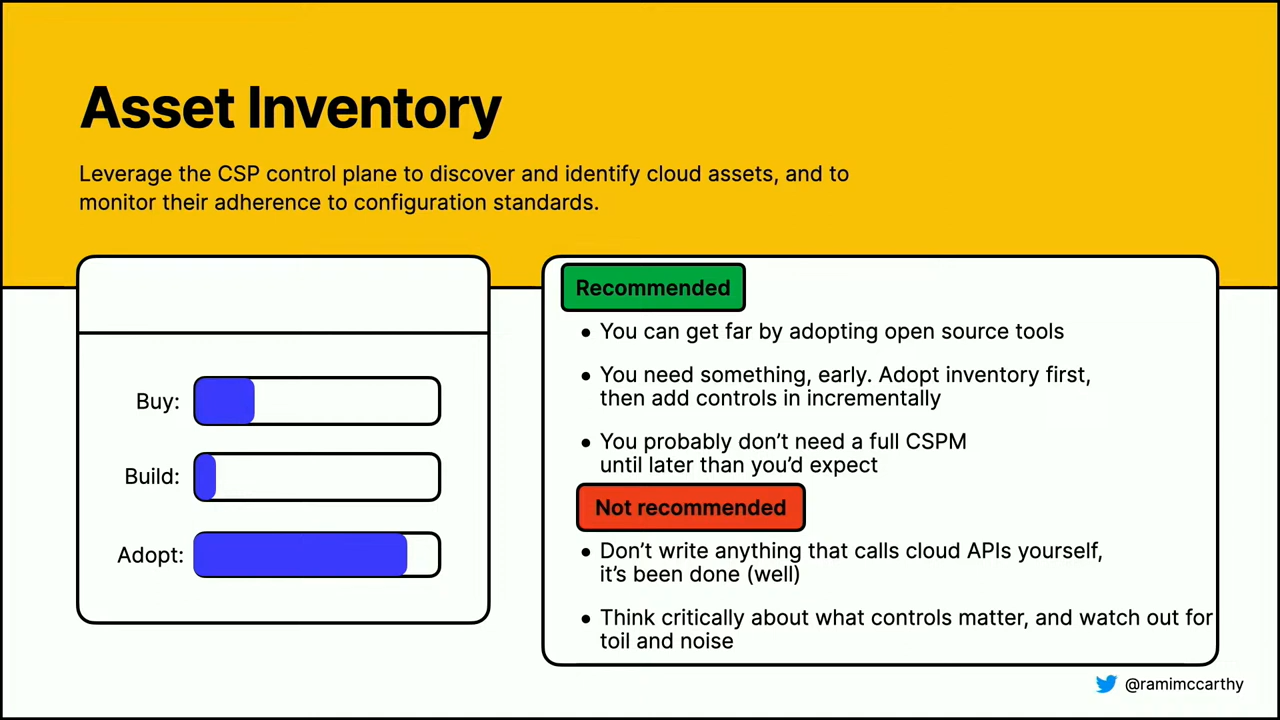 Asset Inventory
Leverage the CSP control plane to discover and identify cloud assets, and to
monitor their adherence to configuration standards.
Buy:
Build:
Adopt:
Recommended
• You can get far by adopting open source tools
• You need something, early. Adopt inventory first,
then add controls in incrementally
• You probably don’t need a full CSPM
until later than you’d expect
Not recommended
• Don’t write anything that calls cloud APIs yourself,
it’s been done (well)
• Think critically about what controls matter, and watch out for
toil and noise
@ramimccarthy